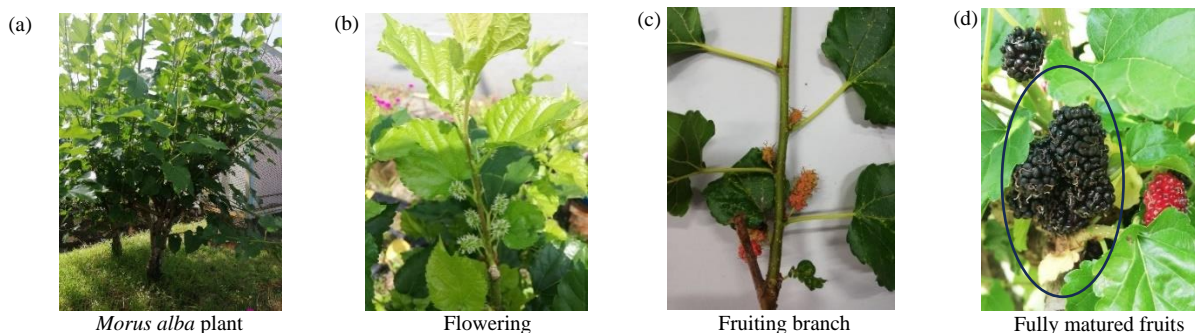 (a)
(b)
(c)
(d)
Morus alba plant
Flowering
Fruiting branch
Fully matured fruits